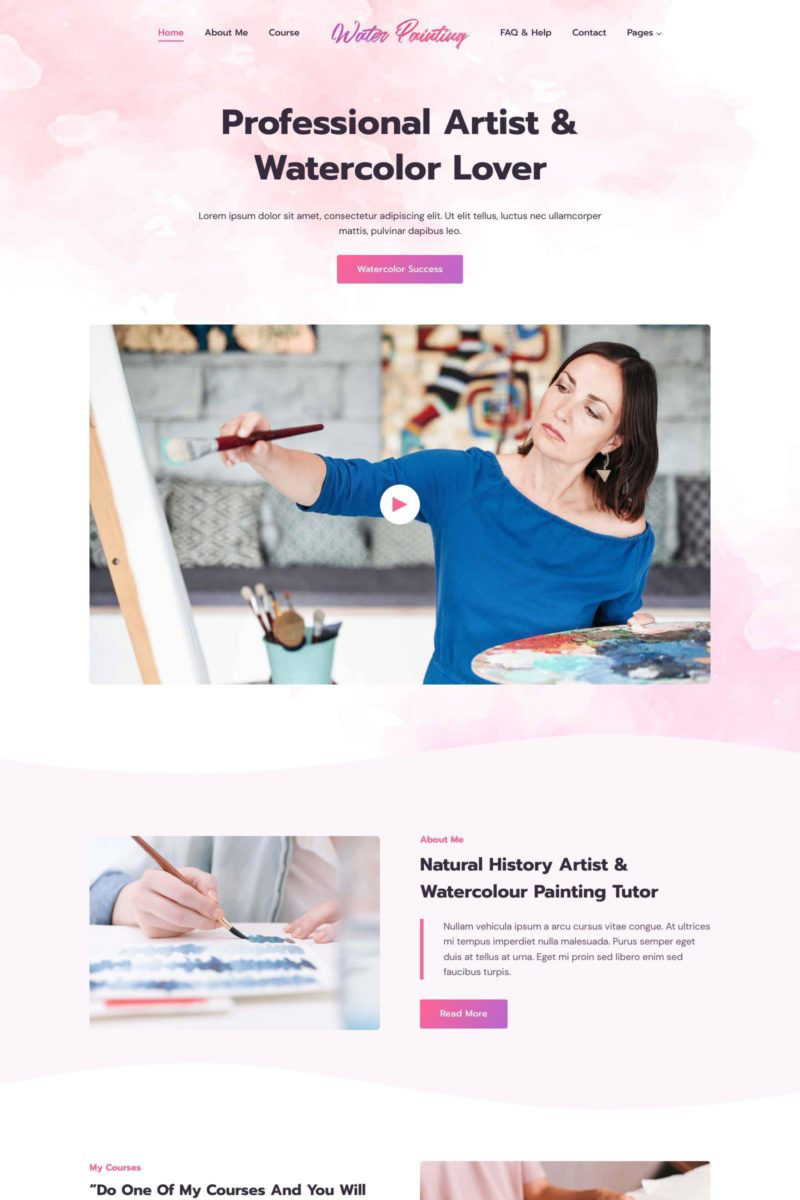 Home About Me Course Water Painting FAQ & Help Contact Pages
Professional Artist &
Watercolor Lover
Lorem ipsum dolor sit amet, consectetur adipiscing elit. Ut elit tellus, luctus nec ullamcorper
mattis, pulvinar dapibus leo.
Watercolor Success
About Me
Natural History Artist &
Watercolour Painting Tutor
Nullam vehicula ipsum a arcu cursus vitae congue. At ultrices
mi tempus imperdiet nulla malesuada. Purus semper eget
duis at tellus at urna. Eget mi proin sed libero enim sed
faucibus turpis.
Read More
My Courses
“Do One Of My Courses And You Will